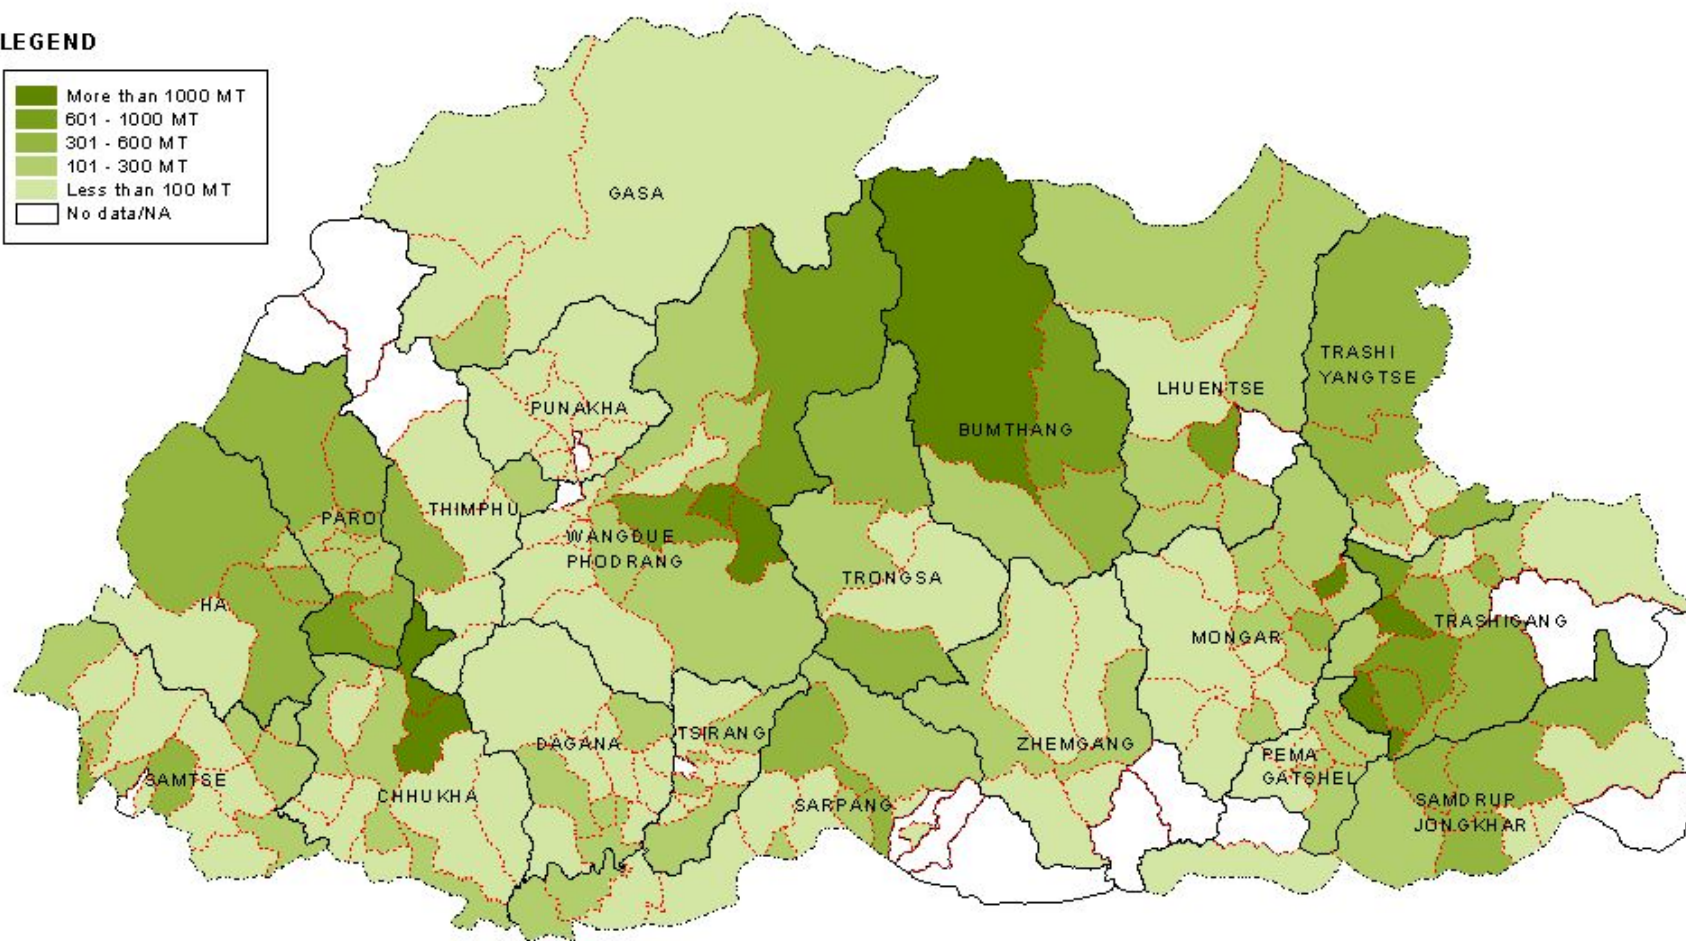 LEGEND
More than 1000 MT
601 - 1000 MT
301 - 600 MT
101 - 300 MT
Less than 100 MT
No data/NA
GASA
TRASHI
YANGTSE
LHUENTSE
PUNAKHA
BUMTHANG
THIMPHU
PARO
WANGDUE
PHODRANG
TRONGSA
HA
MONGAR
TRASHIGANG
TSIRANG
DAGANA
ZHEMGANG
PEMA
GATSHEL
SAMTSE
CHHUKHA
SARPANG
SAMDRUP
JONGKHAR